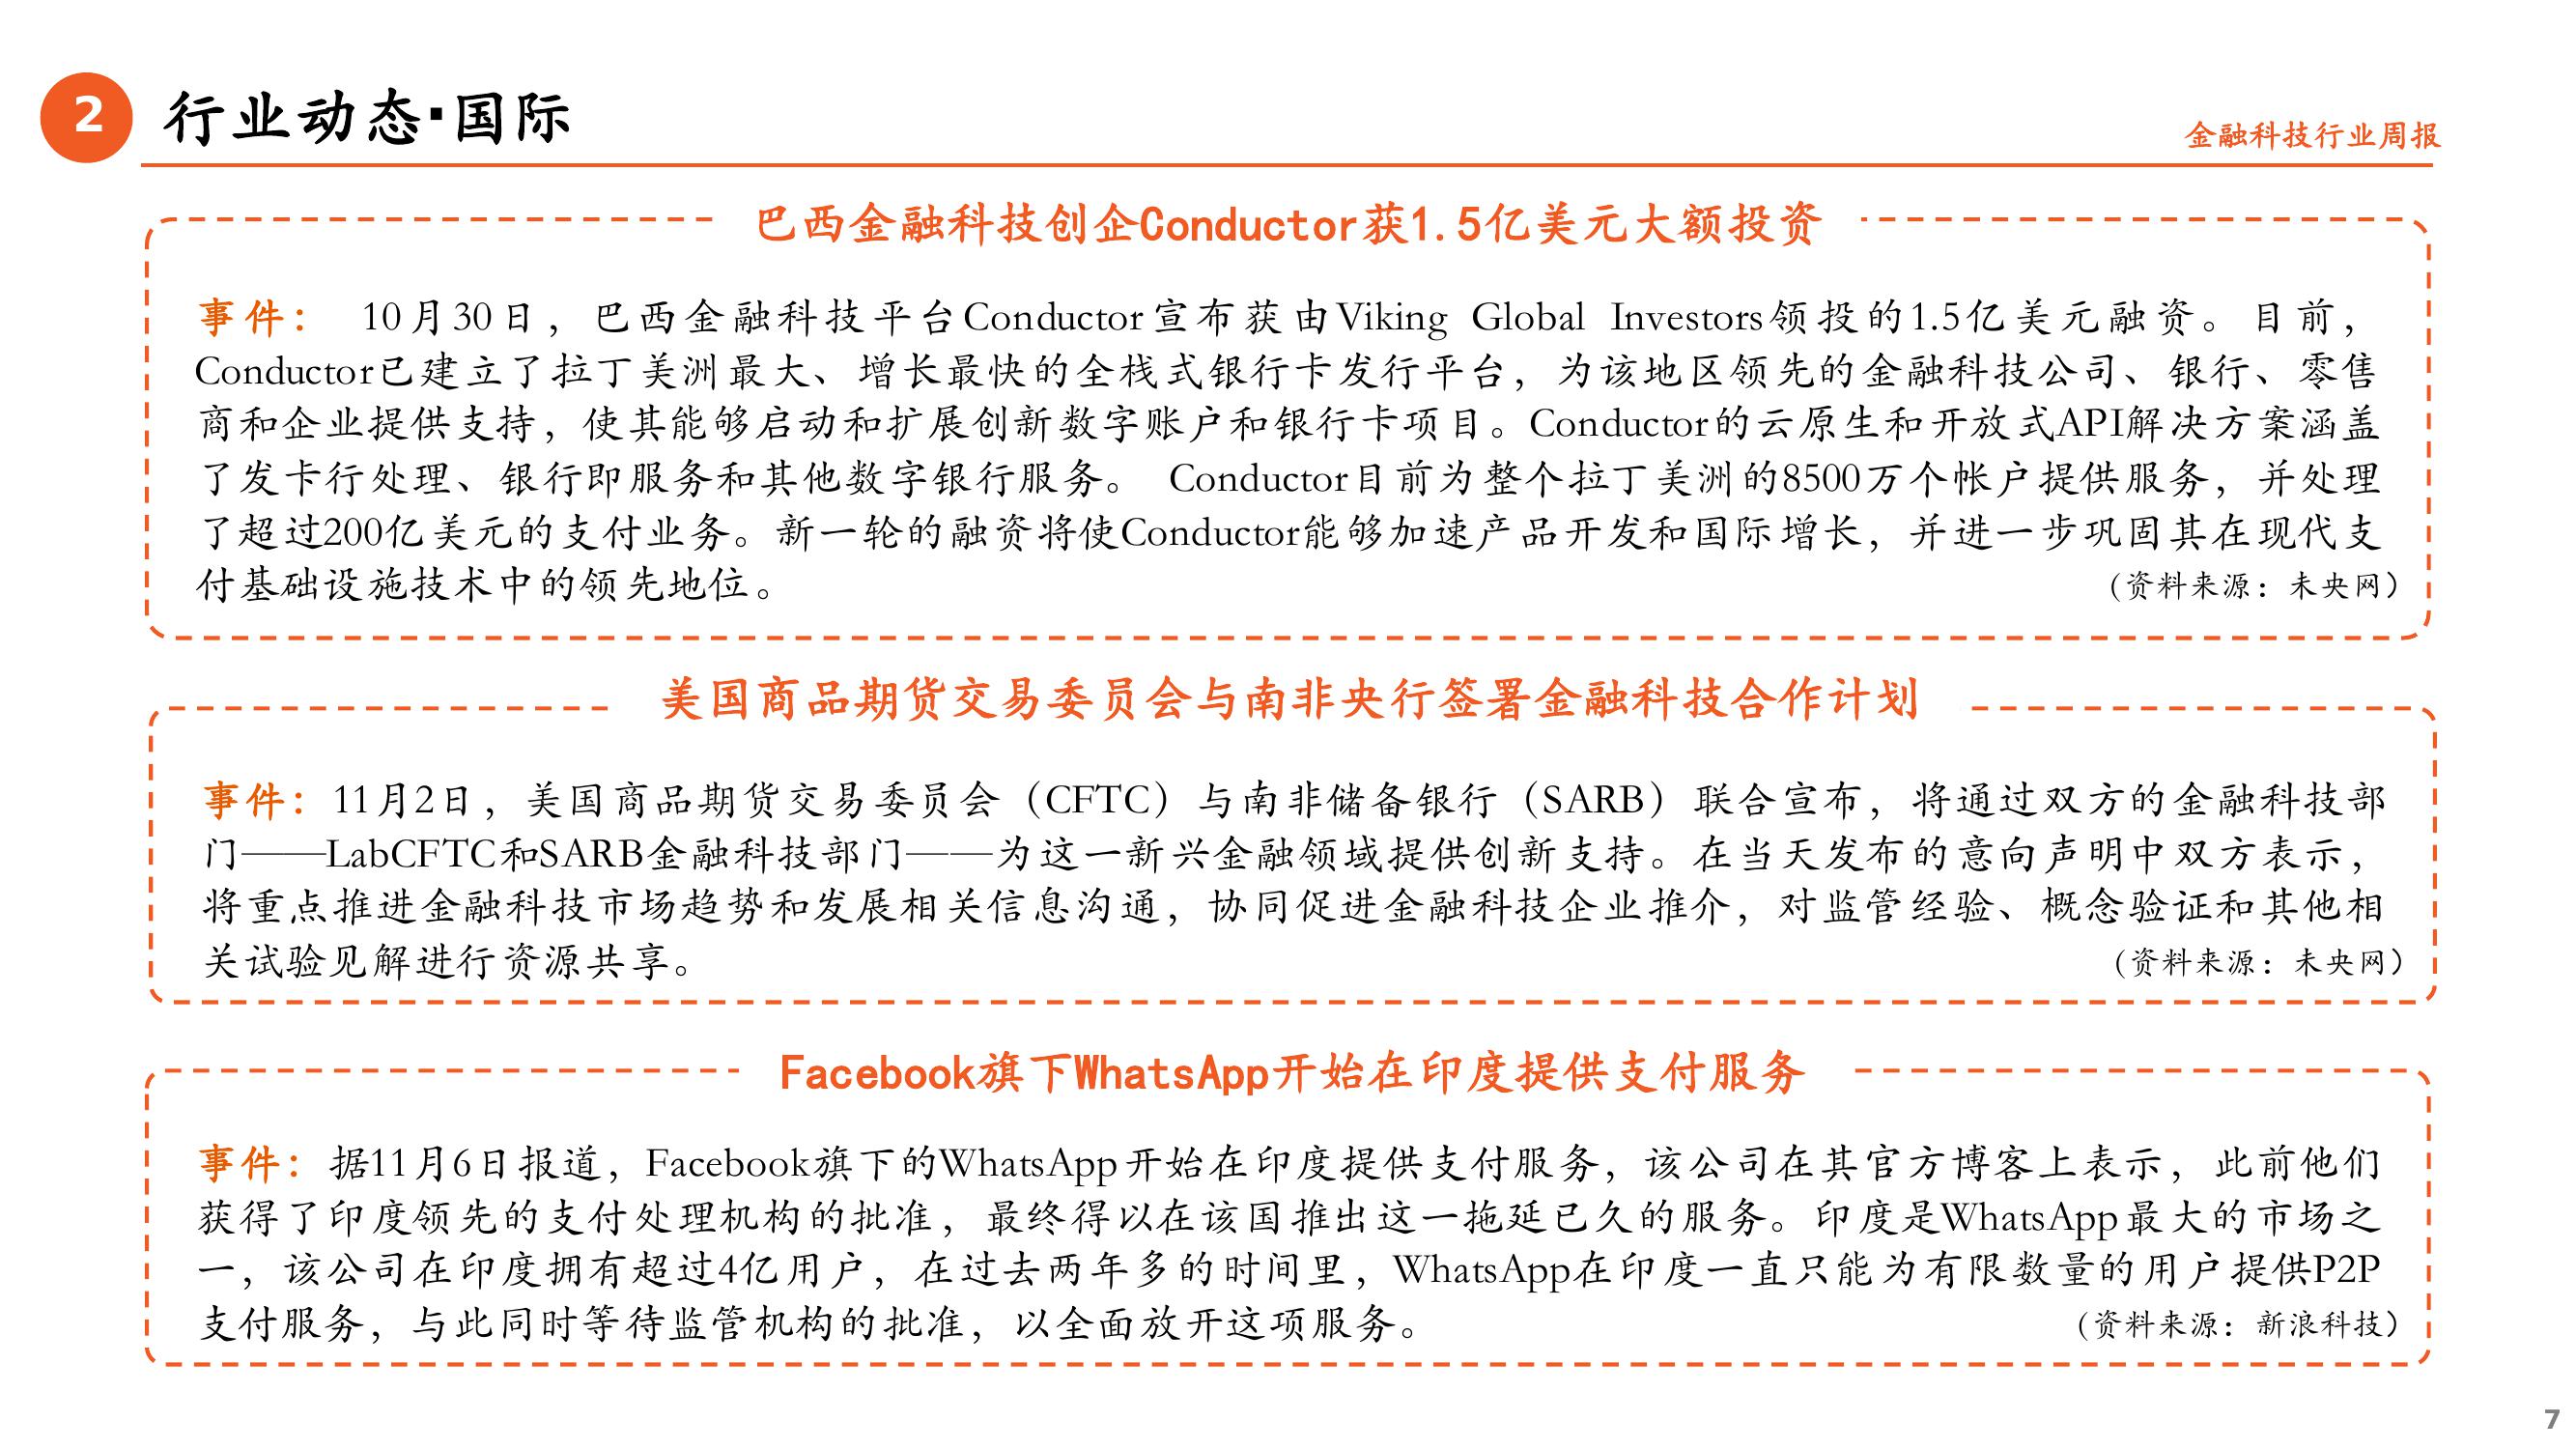 2
行业动态·国际
金融科技行业周报
巴西金融科技创企Conductor获1.5亿美元大额投资
事件： 10月30日，巴西金融科技平台Conductor宣布获由Viking Global Investors领投的1.5亿美元融资。目前，
Conductor已建立了拉丁美洲最大、增长最快的全栈式银行卡发行平台，为该地区领先的金融科技公司、银行、零售
商和企业提供支持，使其能够启动和扩展创新数字账户和银行卡项目。Conductor的云原生和开放式API解决方案涵盖
了发卡行处理、银行即服务和其他数字银行服务。 Conductor目前为整个拉丁美洲的8500万个帐户提供服务，并处理
了超过200亿美元的支付业务。新一轮的融资将使Conductor能够加速产品开发和国际增长，并进一步巩固其在现代支
付基础设施技术中的领先地位。
（资料来源：未央网）
美国商品期货交易委员会与南非央行签署金融科技合作计划
事件：11月2日，美国商品期货交易委员会（CFTC）与南非储备银行（SARB）联合宣布，将通过双方的金融科技部
门——LabCFTC和SARB金融科技部门——为这一新兴金融领域提供创新支持。在当天发布的意向声明中双方表示，
将重点推进金融科技市场趋势和发展相关信息沟通，协同促进金融科技企业推介，对监管经验、概念验证和其他相
关试验见解进行资源共享。
（资料来源：未央网）
Facebook旗下WhatsApp开始在印度提供支付服务
事件：据11月6日报道，Facebook旗下的WhatsApp开始在印度提供支付服务，该公司在其官方博客上表示，此前他们
获得了印度领先的支付处理机构的批准，最终得以在该国推出这一拖延已久的服务。印度是WhatsApp最大的市场之
一，该公司在印度拥有超过4亿用户，在过去两年多的时间里，WhatsApp在印度一直只能为有限数量的用户提供P2P
支付服务，与此同时等待监管机构的批准，以全面放开这项服务。
（资料来源：新浪科技）
7